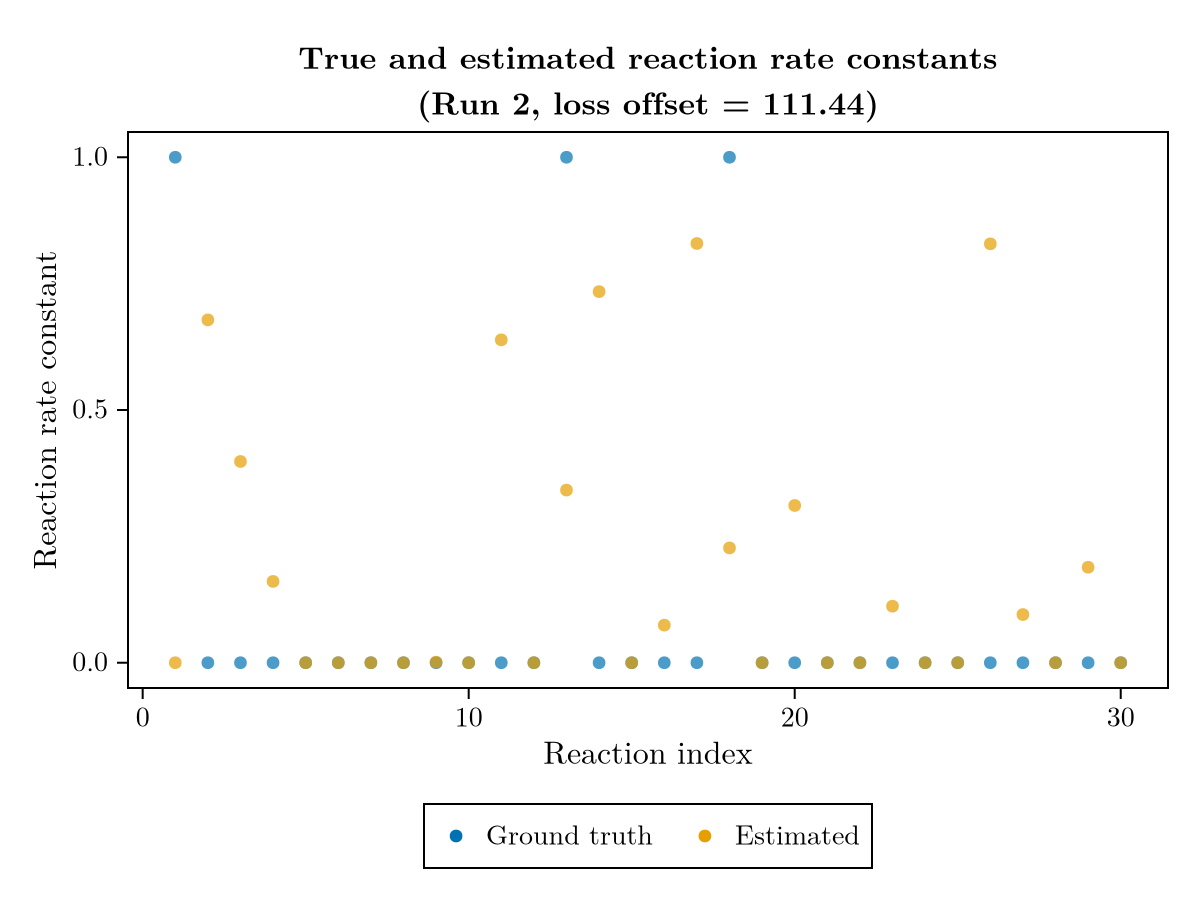 True and estimated reaction rate constants
(Run 2, loss offset = 111.44)
1.0
0.5
0.0
Reaction rate constant
0 10 20 30
Reaction index
Ground truth Estimated